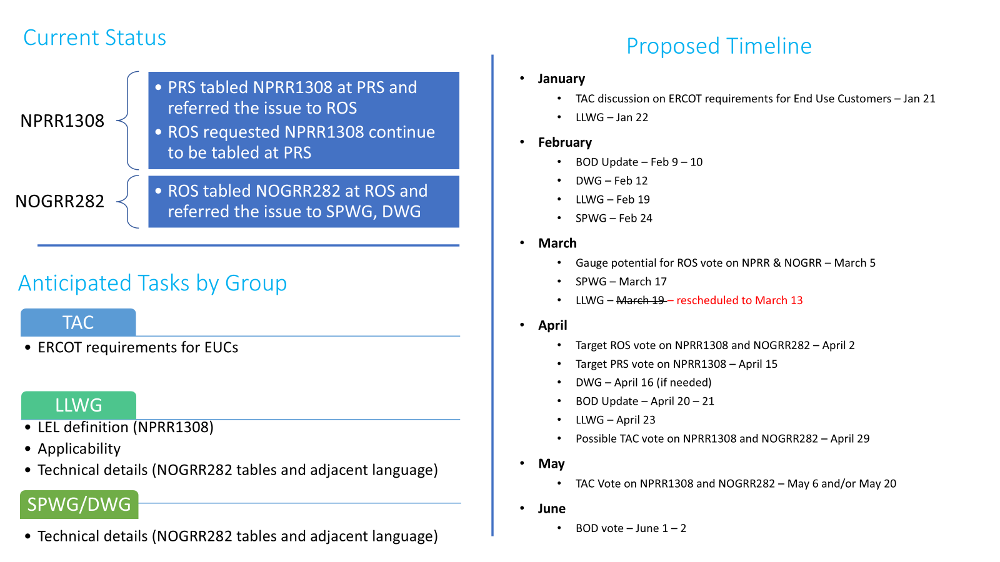 Current Status
NPRR1308
• PRS tabled NPRR1308 at PRS and
referred the issue to ROS
• ROS requested NPRR1308 continue
to be tabled at PRS
NOGRR282
• ROS tabled NOGRR282 at ROS and
referred the issue to SPWG, DWG
Anticipated Tasks by Group
TAC
• ERCOT requirements for EUCs
LLWG
• LEL definition (NPRR1308)
• Applicability
• Technical details (NOGRR282 tables and adjacent language)
SPWG/DWG
• Technical details (NOGRR282 tables and adjacent language)
Proposed Timeline
• January
• TAC discussion on ERCOT requirements for End Use Customers – Jan 21
• LLWG – Jan 22
• February
• BOD Update – Feb 9 – 10
• DWG – Feb 12
• LLWG – Feb 19
• SPWG – Feb 24
• March
• Gauge potential for ROS vote on NPRR & NOGRR – March 5
• SPWG – March 17
• LLWG – March 19 – rescheduled to March 13
• April
• Target ROS vote on NPRR1308 and NOGRR282 – April 2
• Target PRS vote on NPRR1308 – April 15
• DWG – April 16 (if needed)
• BOD Update – April 20 – 21
• LLWG – April 23
• Possible TAC vote on NPRR1308 and NOGRR282 – April 29
• May
• TAC Vote on NPRR1308 and NOGRR282 – May 6 and/or May 20
• June
• BOD vote – June 1 – 2